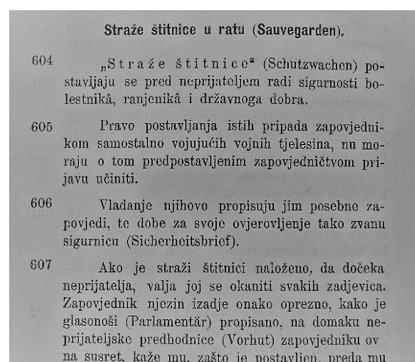 Straže štitnice u ratu (Sauvegarden).
604 „Straže štitnice“ (Schutzwachen) po-
stavljaju se pred neprijateljem radi sigurnosti bo-
lestnikâ, ranjenikâ i državnoga dobra.
605 Pravo postavljanja istih pripada zapovjedni-
kom samostalno vojujućih vojnih tjelesina, nu mo-
raju o tom predpostavljenim zapovjedničtvom pri-
javu učiniti.
606 Vladanje njihovo propisuju jim posebne za-
povjedi, te dobe za svoje ovjerovljenje tako zvanu
sigurnicu (Sicherheitsbrief).
607 Ako je straži štitnici naloženo, da dočeka
neprijatelja, valja joj se okaniti svakih zadjevica.
Zapovjednik njezin izadje onako oprezno, kako je
glasonoši (Parlamentär) propisano, na domaku ne-
prijateljske predhodnice (Vorhut) zapovjedniku ov
na susret, kaže mu, zašto je postavljen, preda mu